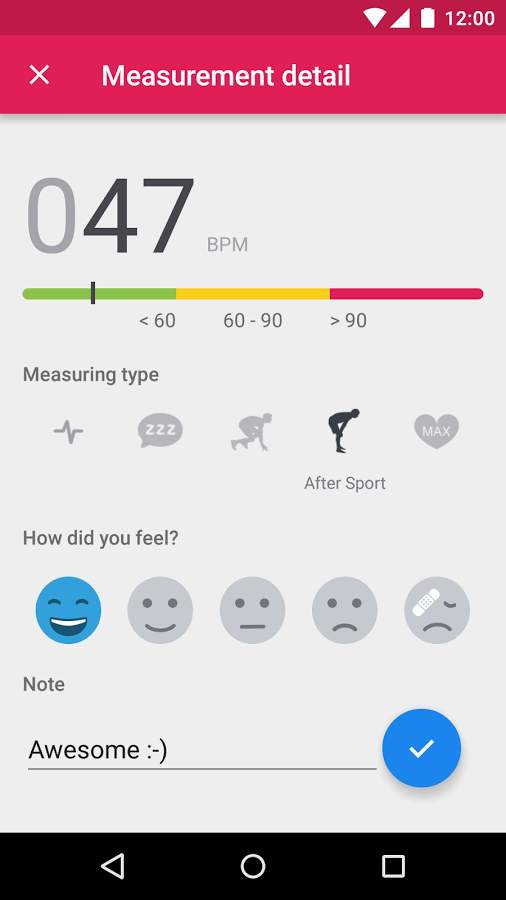 12:00
Measurement detail
047 BPM
< 60 60 - 90 > 90
Measuring type
zzz MAX
After Sport
How did you feel?
Note
Awesome :-)